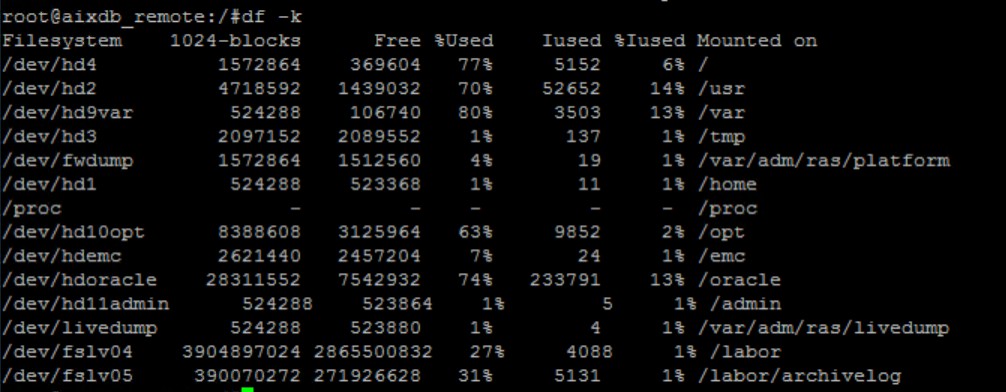 root@aixdb_remote:/#df -k
Filesystem    1024-blocks      Free %Used    Iused %Iused Mounted on
/dev/hd4          1572864    369604   77%     5152     6% /
/dev/hd2          4718592   1439032   70%    52652    14% /usr
/dev/hd9var        524288    106740   80%     3503    13% /var
/dev/hd3          2097152   2089552    1%      137     1% /tmp
/dev/fwdump       1572864   1512560    4%       19     1% /var/adm/ras/platform
/dev/hd1           524288    523368    1%       11     1% /home
/proc                   -         -    -         -     -  /proc
/dev/hd10opt      8388608   3125964   63%     9852     2% /opt
/dev/hdemc        2621440   2457204    7%       24     1% /emc
/dev/hdoracle    28311552   7542932   74%   233791    13% /oracle
/dev/hd11admin      524288    523864    1%        5     1% /admin
/dev/livedump      524288    523880    1%        4     1% /var/adm/ras/livedump
/dev/fslv04    3904897024 2865500832   27%     4088     1% /labor
/dev/fslv05     390070272 271926628   31%     5131     1% /labor/archivelog